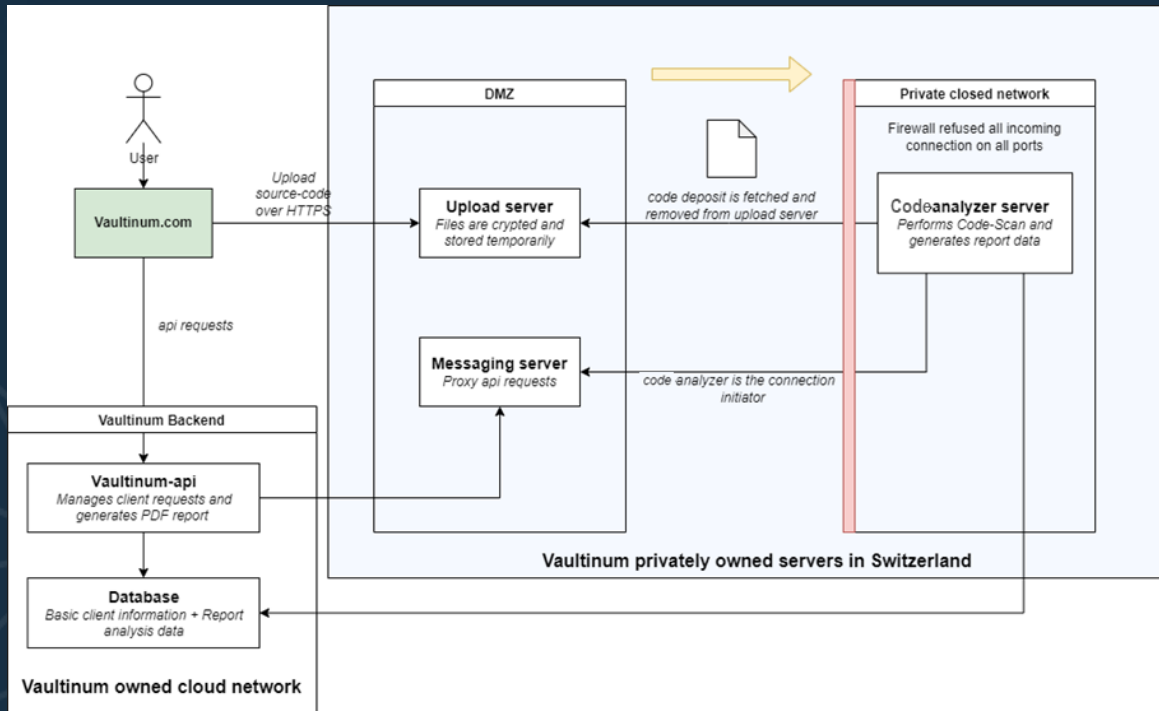 User
Vaultinum.com
Upload
source-code
over HTTPS
api requests
DMZ
Upload server
Files are crypted and
stored temporarily
Messaging server
Proxy api requests
code deposit is fetched and
removed from upload server
code analyzer is the connection
initiator
Private closed network
Firewall refused all incoming
connection on all ports
Codeanalyzer server
Performs Code-Scan and
generates report data
Vaultinum privately owned servers in Switzerland
Vaultinum Backend
Vaultinum-api
Manages client requests and
generates PDF report
Database
Basic client information + Report
analysis data
Vaultinum owned cloud network